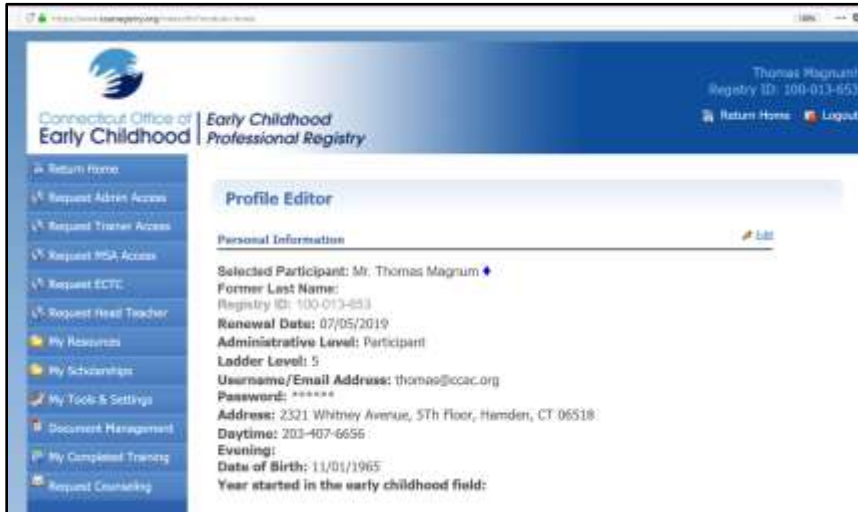 Thomas Magnum!
Registry ID: 100-013-653
Return Home Logout
Connecticut Office of
Early Childhood
Early Childhood
Professional Registry
Return Home
Request Admin Access
Request Trainer Access
Request MSA Access
Request ECTC
Request Head Teacher
My Resources
My Scholarships
My Tools & Settings
Document Management
My Completed Training
Request Counseling
Profile Editor
Personal Information Edit
Selected Participant: Mr. Thomas Magnum
Former Last Name:
Registry ID: 100-013-653
Renewal Date: 07/05/2019
Administrative Level: Participant
Ladder Level: 5
Username/Email Address: thomas@ccac.org
Password: ******
Address: 2321 Whitney Avenue, 5Th Floor, Hamden, CT 06518
Daytime: 203-407-6656
Evening:
Date of Birth: 11/01/1965
Year started in the early childhood field: